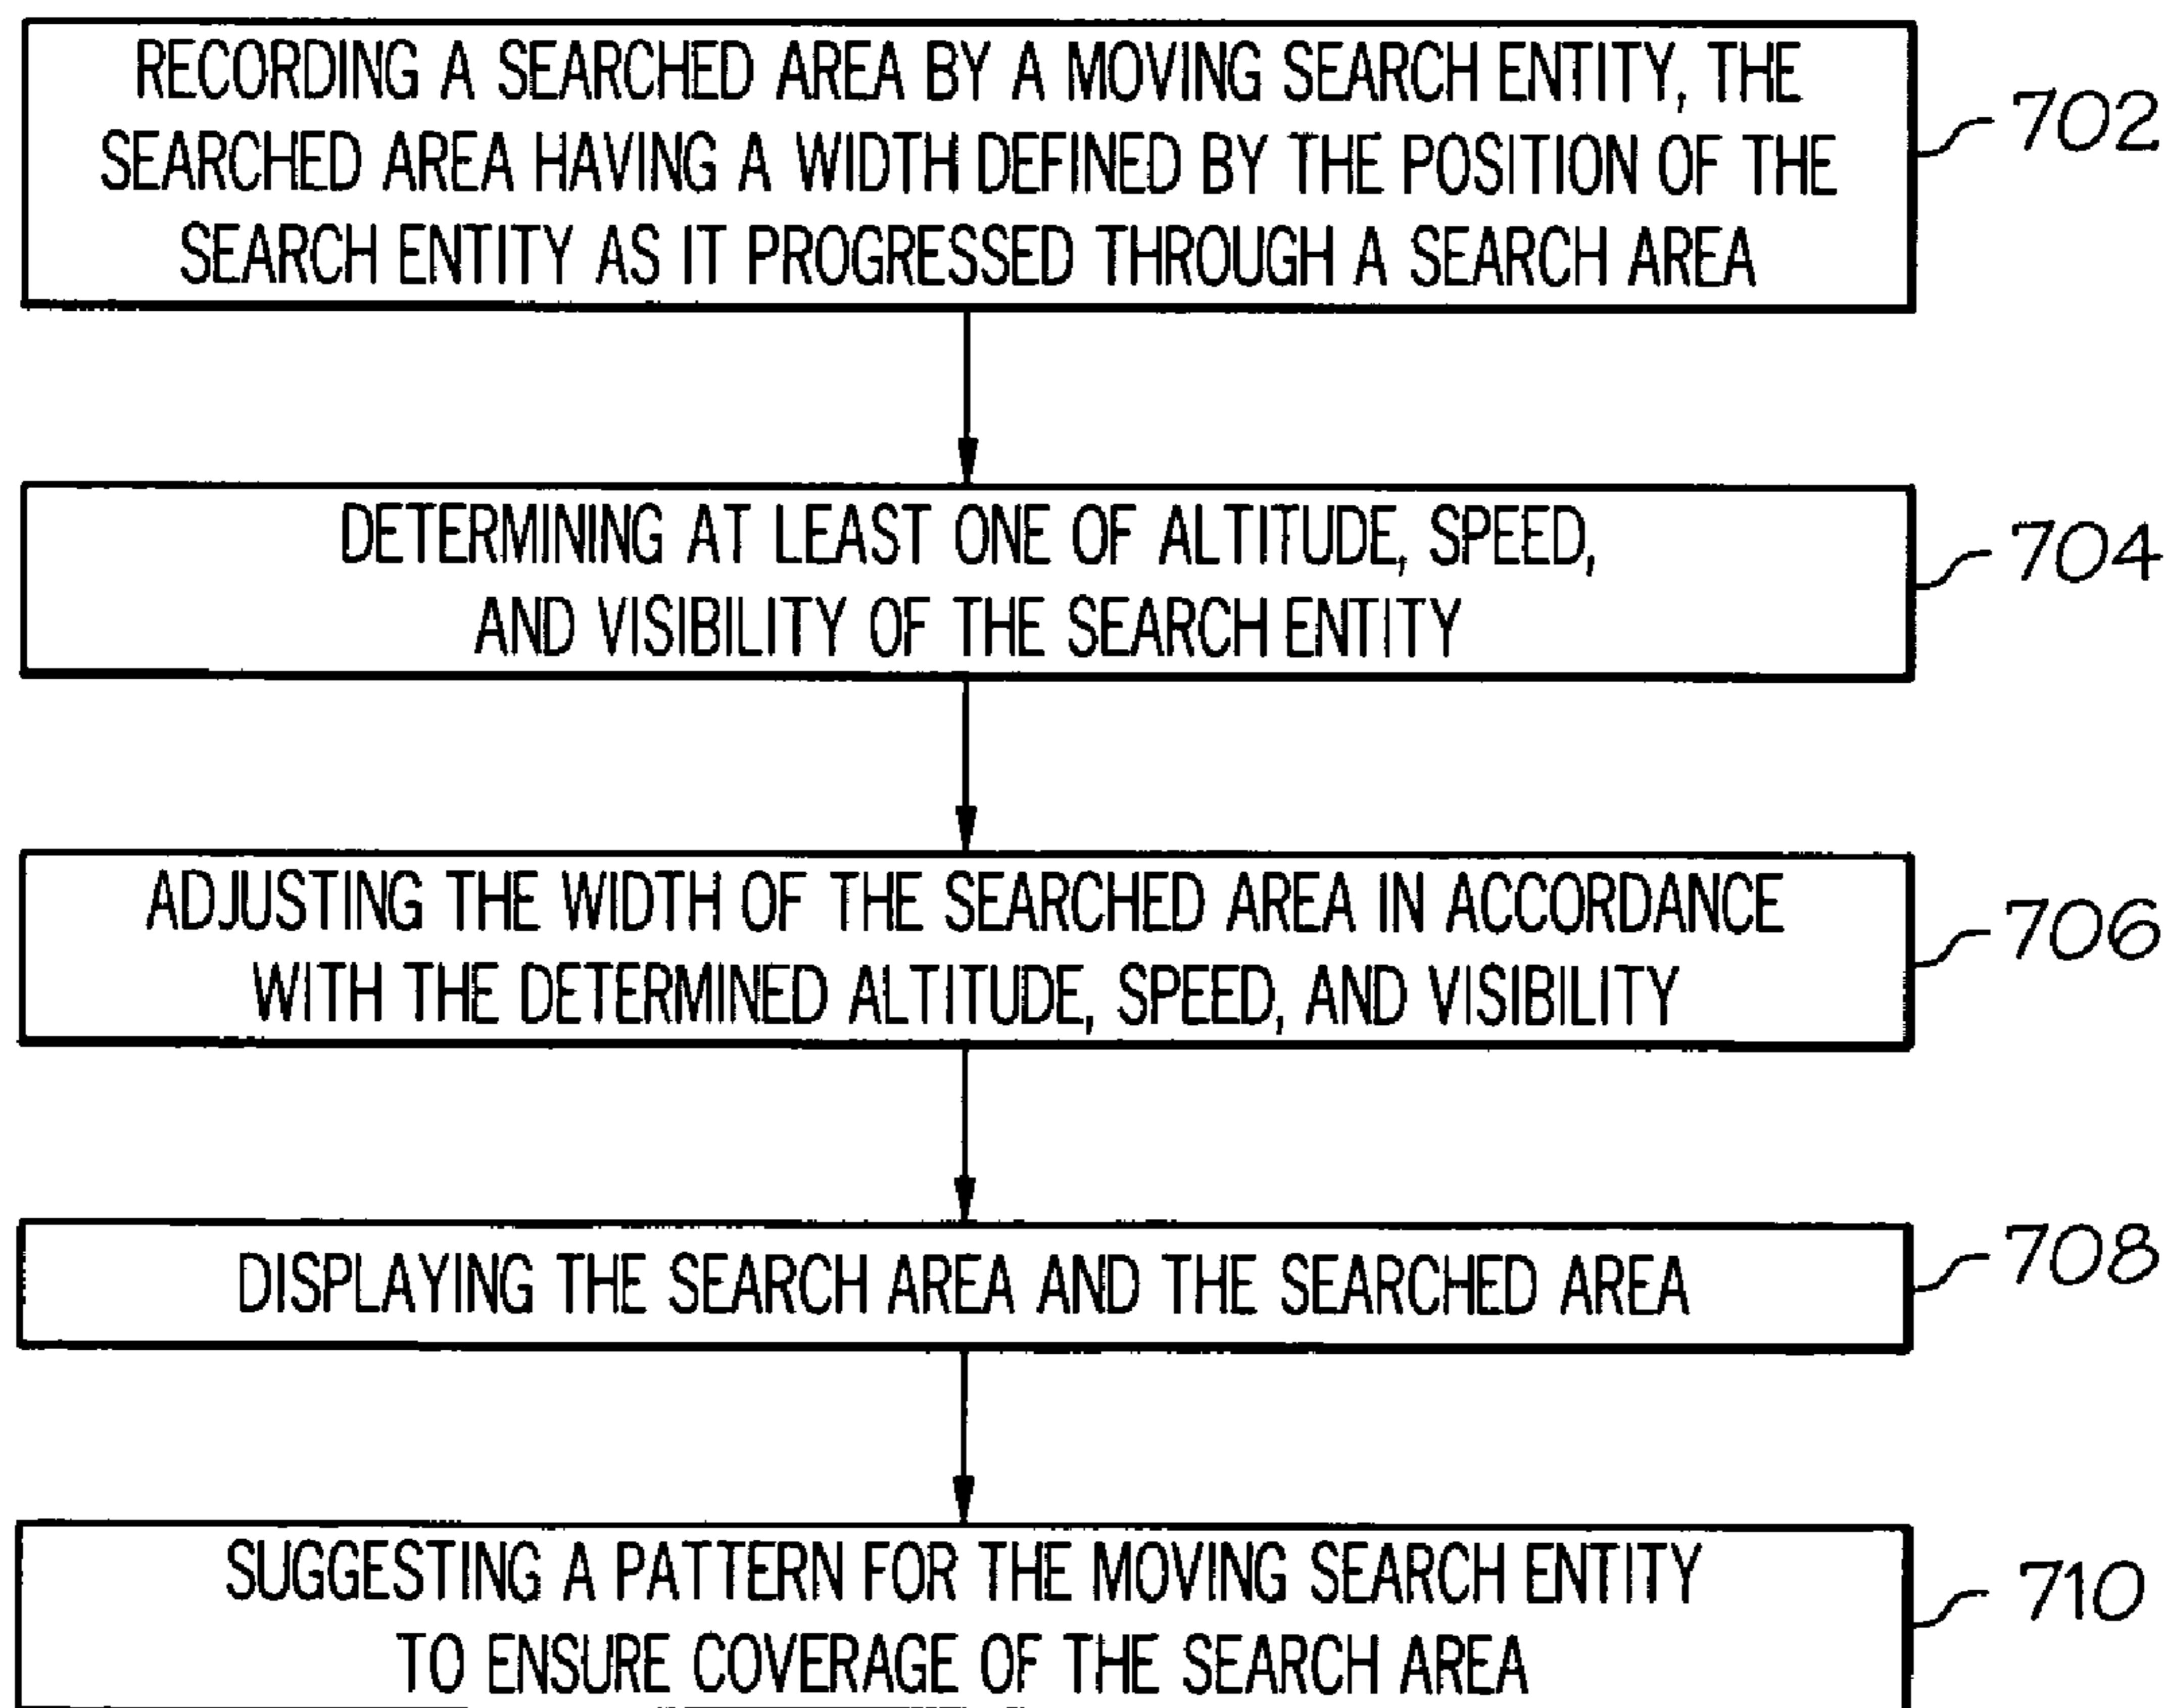 RECORDING A SEARCHED AREA BY A MOVING SEARCH ENTITY, THE
SEARCHED AREA HAVING A WIDTH DEFINED BY THE POSITION OF THE
SEARCH ENTITY AS IT PROGRESSED THROUGH A SEARCH AREA
702
DETERMINING AT LEAST ONE OF ALTITUDE, SPEED,
AND VISIBILITY OF THE SEARCH ENTITY
704
ADJUSTING THE WIDTH OF THE SEARCHED AREA IN ACCORDANCE
WITH THE DETERMINED ALTITUDE, SPEED, AND VISIBILITY
706
DISPLAYING THE SEARCH AREA AND THE SEARCHED AREA
708
SUGGESTING A PATTERN FOR THE MOVING SEARCH ENTITY
TO ENSURE COVERAGE OF THE SEARCH AREA
710